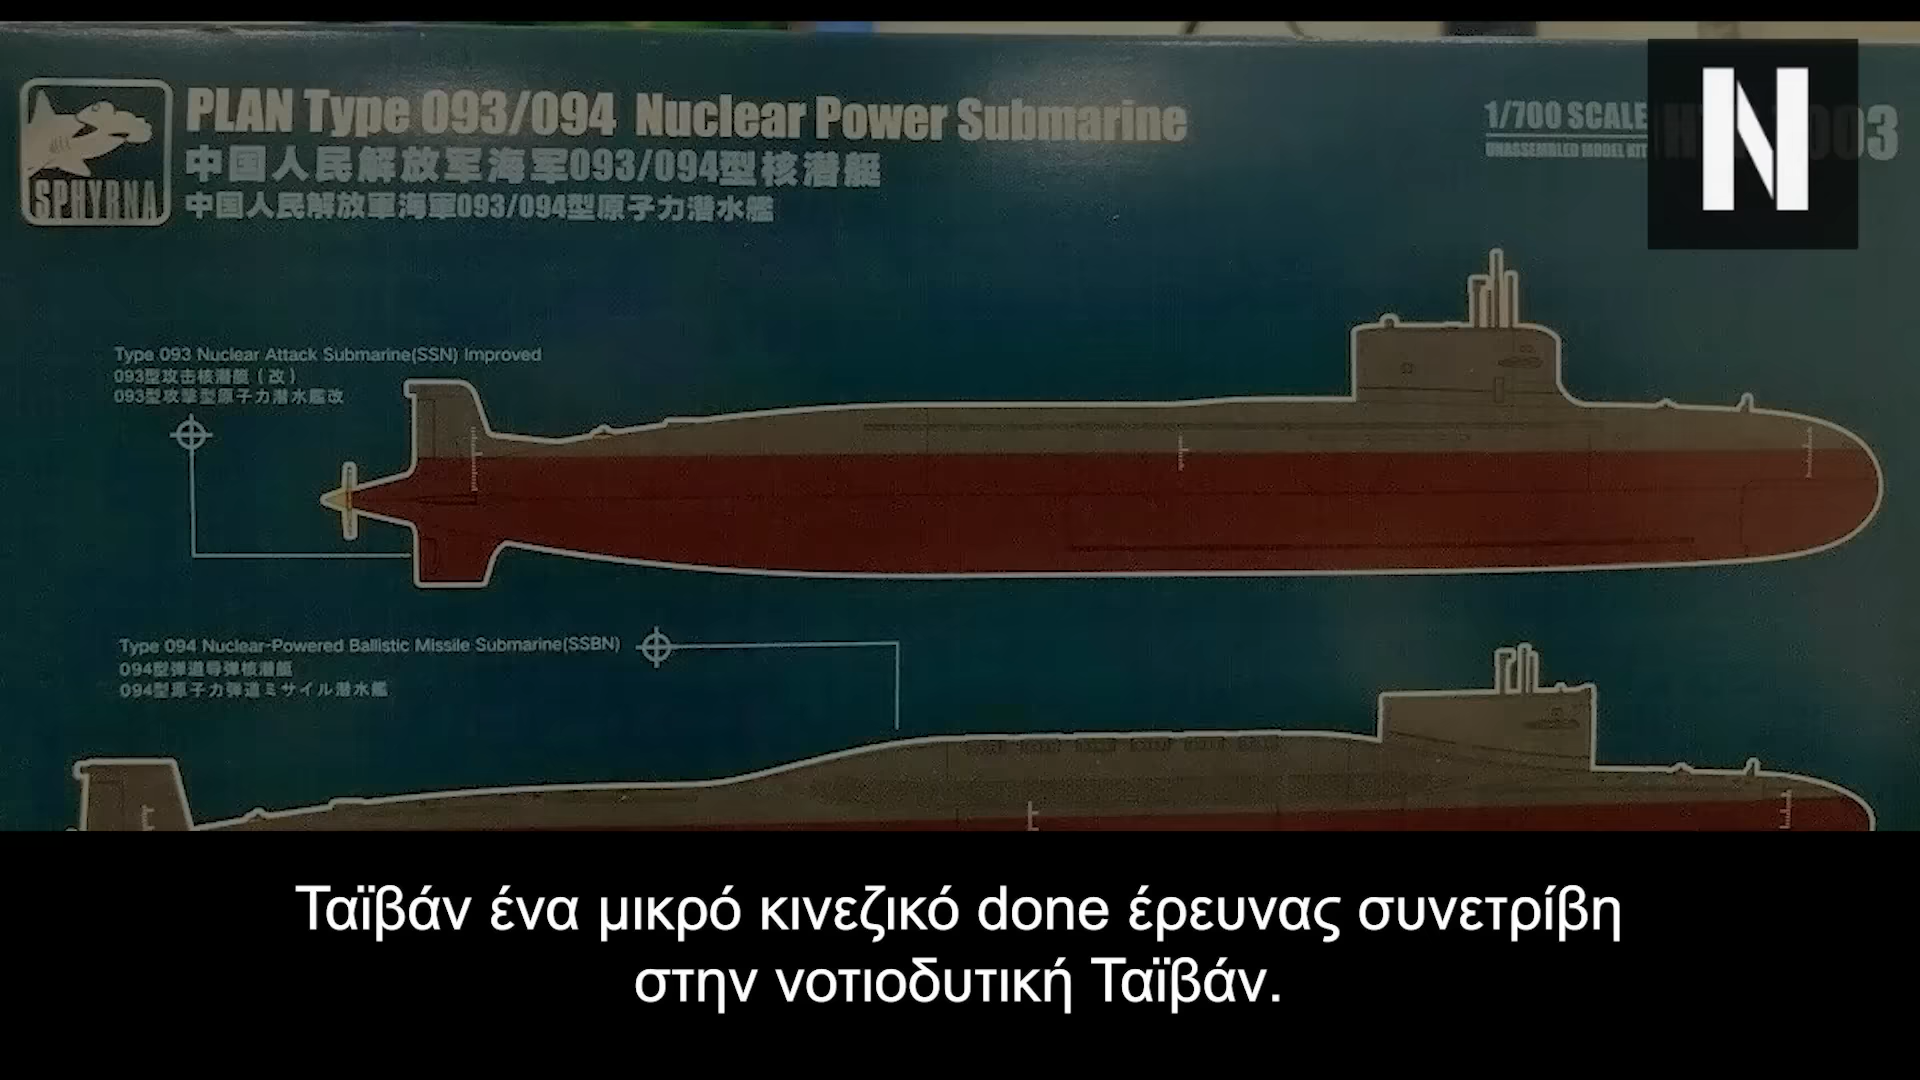 SPHYRNA
PLAN Type 093/094 Nuclear Power Submarine
中国人民解放军海军093/094型核潜艇
中国人民解放軍海軍093/094型原子力潜水艦
1/700 SCALE
UNASSEMBLED MODEL KIT
N
Type 093 Nuclear Attack Submarine(SSN) Improved
093型攻击核潜艇(改)
093型攻撃型原子力潜水艦改
Type 094 Nuclear-Powered Ballistic Missile Submarine(SSBN)
094型弹道导弹核潜艇
094型原子力弾道ミサイル潜水艦
Ταϊβάν ένα μικρό κινεζικό done έρευνας συνετρίβη
στην νοτιοδυτική Ταϊβάν.